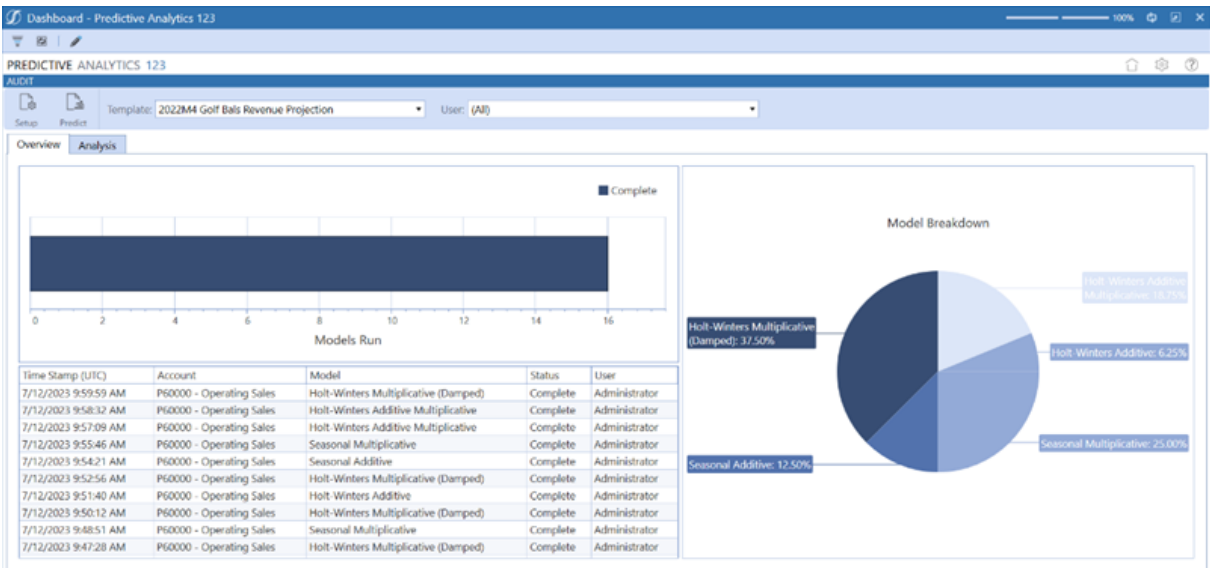 Dashboard - Predictive Analytics 123
100%
PREDICTIVE ANALYTICS 123
AUDIT
Setup
Predict
Template: 2022M4 Golf Bals Revenue Projection
User: (All)
Overview
Analysis
Complete
0 2 4 6 8 10 12 14 16
Models Run
Time Stamp (UTC) Account Model Status User
7/12/2023 9:59:59 AM P60000 - Operating Sales Holt-Winters Multiplicative (Damped) Complete Administrator
7/12/2023 9:58:32 AM P60000 - Operating Sales Holt-Winters Additive Multiplicative Complete Administrator
7/12/2023 9:57:09 AM P60000 - Operating Sales Holt-Winters Additive Multiplicative Complete Administrator
7/12/2023 9:55:46 AM P60000 - Operating Sales Seasonal Multiplicative Complete Administrator
7/12/2023 9:54:21 AM P60000 - Operating Sales Seasonal Additive Complete Administrator
7/12/2023 9:52:56 AM P60000 - Operating Sales Holt-Winters Multiplicative (Damped) Complete Administrator
7/12/2023 9:51:40 AM P60000 - Operating Sales Holt-Winters Additive Complete Administrator
7/12/2023 9:50:12 AM P60000 - Operating Sales Holt-Winters Multiplicative (Damped) Complete Administrator
7/12/2023 9:48:51 AM P60000 - Operating Sales Seasonal Multiplicative Complete Administrator
7/12/2023 9:47:28 AM P60000 - Operating Sales Holt-Winters Multiplicative (Damped) Complete Administrator
Model Breakdown
Holt-Winters Additive
Multiplicative: 18.75%
Holt-Winters Multiplicative
(Damped): 37.50%
Holt-Winters Additive: 6.25%
Seasonal Multiplicative: 25.00%
Seasonal Additive: 12.50%